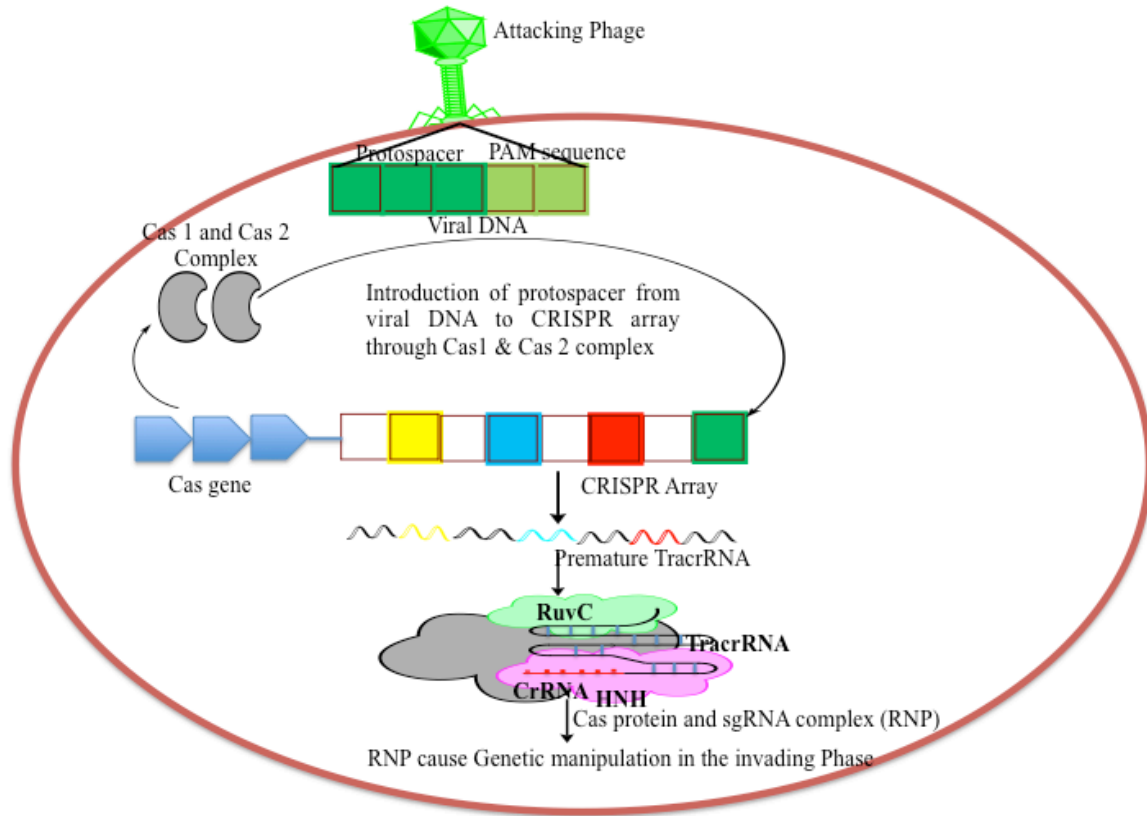 Attacking Phage
Protospacer
PAM sequence
Viral DNA
Cas 1 and Cas 2
Complex
Introduction of protospacer from
viral DNA to CRISPR array
through Cas1 & Cas 2 complex
Cas gene
CRISPR Array
Premature TracrRNA
RuvC
TracrRNA
CrRNA
HNH
Cas protein and sgRNA complex (RNP)
RNP cause Genetic manipulation in the invading Phase